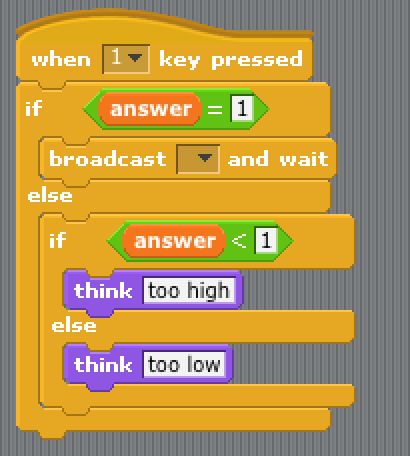 when 1 key pressed
if answer = 1
broadcast and wait
else
if answer < 1
think too high
else
think too low